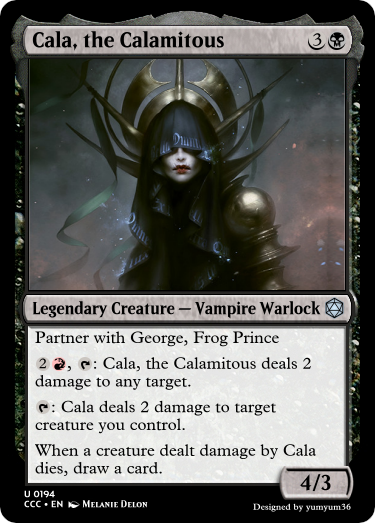 Cala, the Calamitous 3
Legendary Creature — Vampire Warlock
Partner with George, Frog Prince
2 , : Cala, the Calamitous deals 2
damage to any target.
: Cala deals 2 damage to target
creature you control.
When a creature dealt damage by Cala
dies, draw a card.
4/3
U 0194
CCC • EN Melanie Delon
Designed by yumyum36